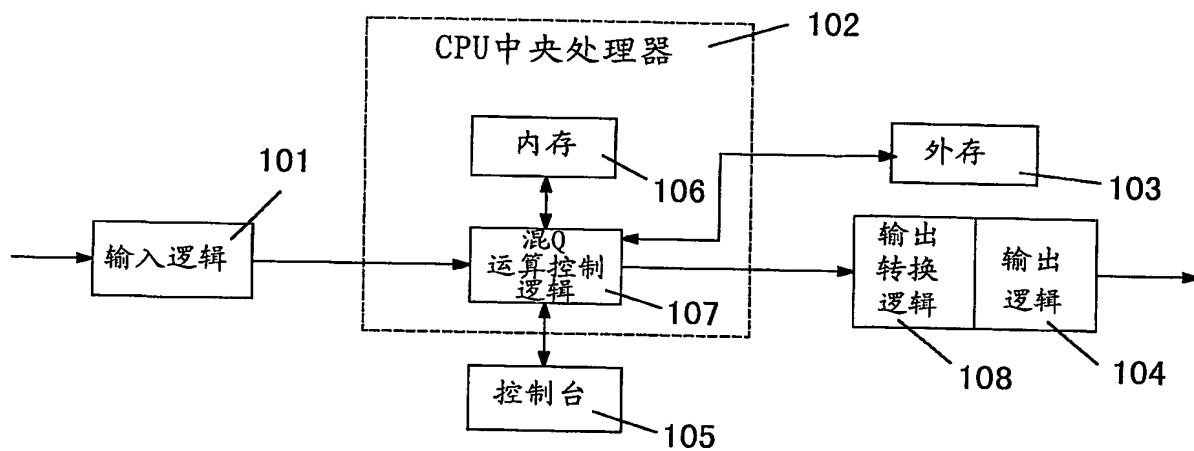 CPU中央处理器
102
内存
106
外存
103
101
输入逻辑
混Q
运算控制
逻辑
107
输出
转换
逻辑
108
输出
逻辑
104
控制台
105